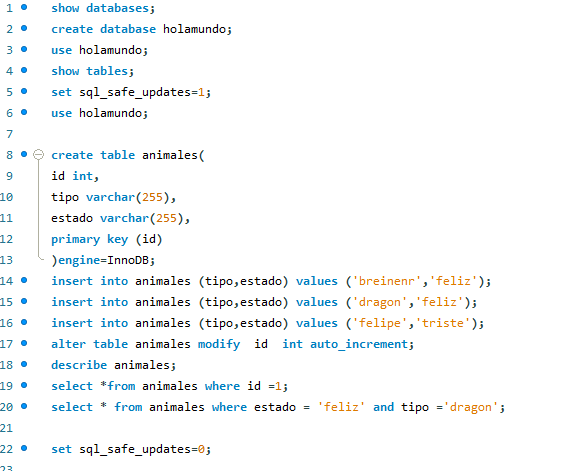 1 show databases;
2 create database holamundo;
3 use holamundo;
4 show tables;
5 set sql_safe_updates=1;
6 use holamundo;
7
8 create table animales(
9 id int,
10 tipo varchar(255),
11 estado varchar(255),
12 primary key (id)
13 )engine=InnoDB;
14 insert into animales (tipo,estado) values ('breinenr','feliz');
15 insert into animales (tipo,estado) values ('dragon','feliz');
16 insert into animales (tipo,estado) values ('felipe','triste');
17 alter table animales modify  id  int auto_increment;
18 describe animales;
19 select *from animales where id =1;
20 select * from animales where estado = 'feliz' and tipo ='dragon';
21
22 set sql_safe_updates=0;
23